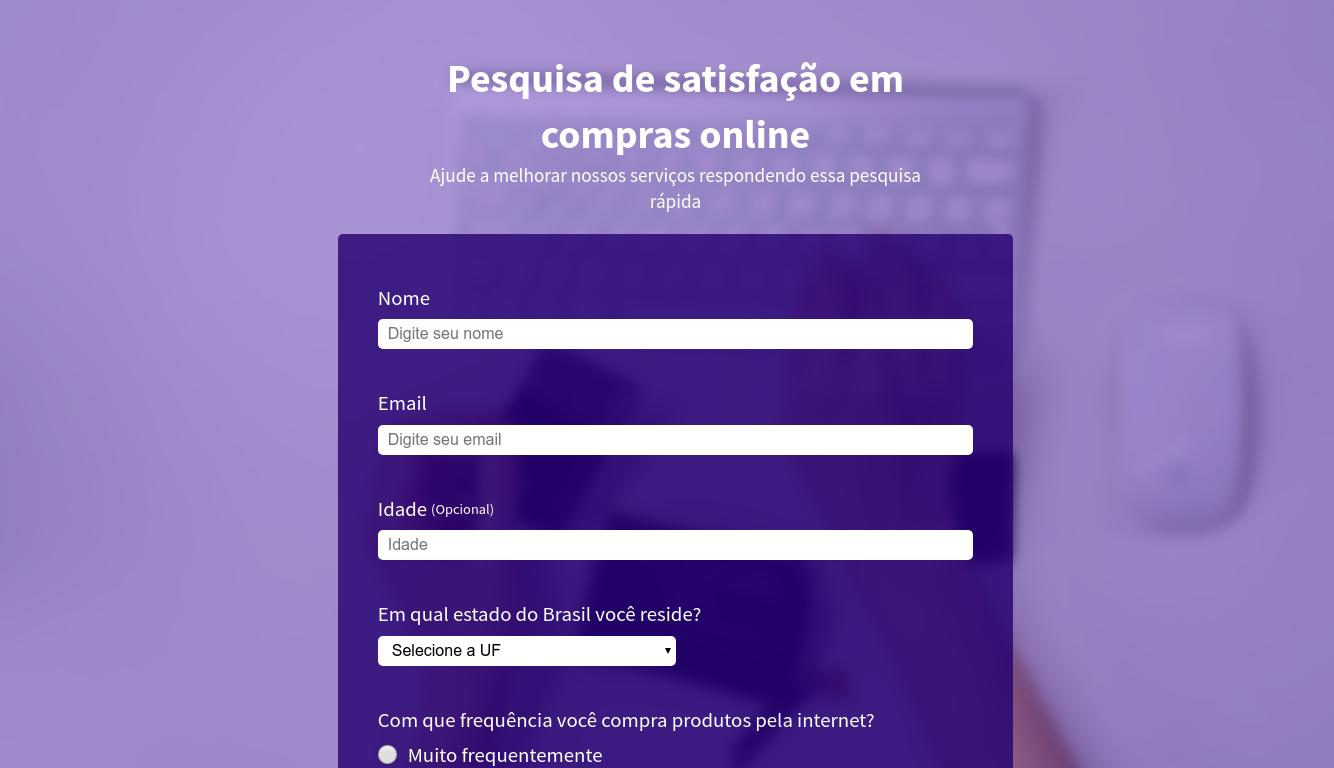 Pesquisa de satisfação em
compras online
Ajude a melhorar nossos serviços respondendo essa pesquisa
rápida
Nome
Digite seu nome
Email
Digite seu email
Idade (Opcional)
Idade
Em qual estado do Brasil você reside?
Selecione a UF
Com que frequência você compra produtos pela internet?
Muito frequentemente